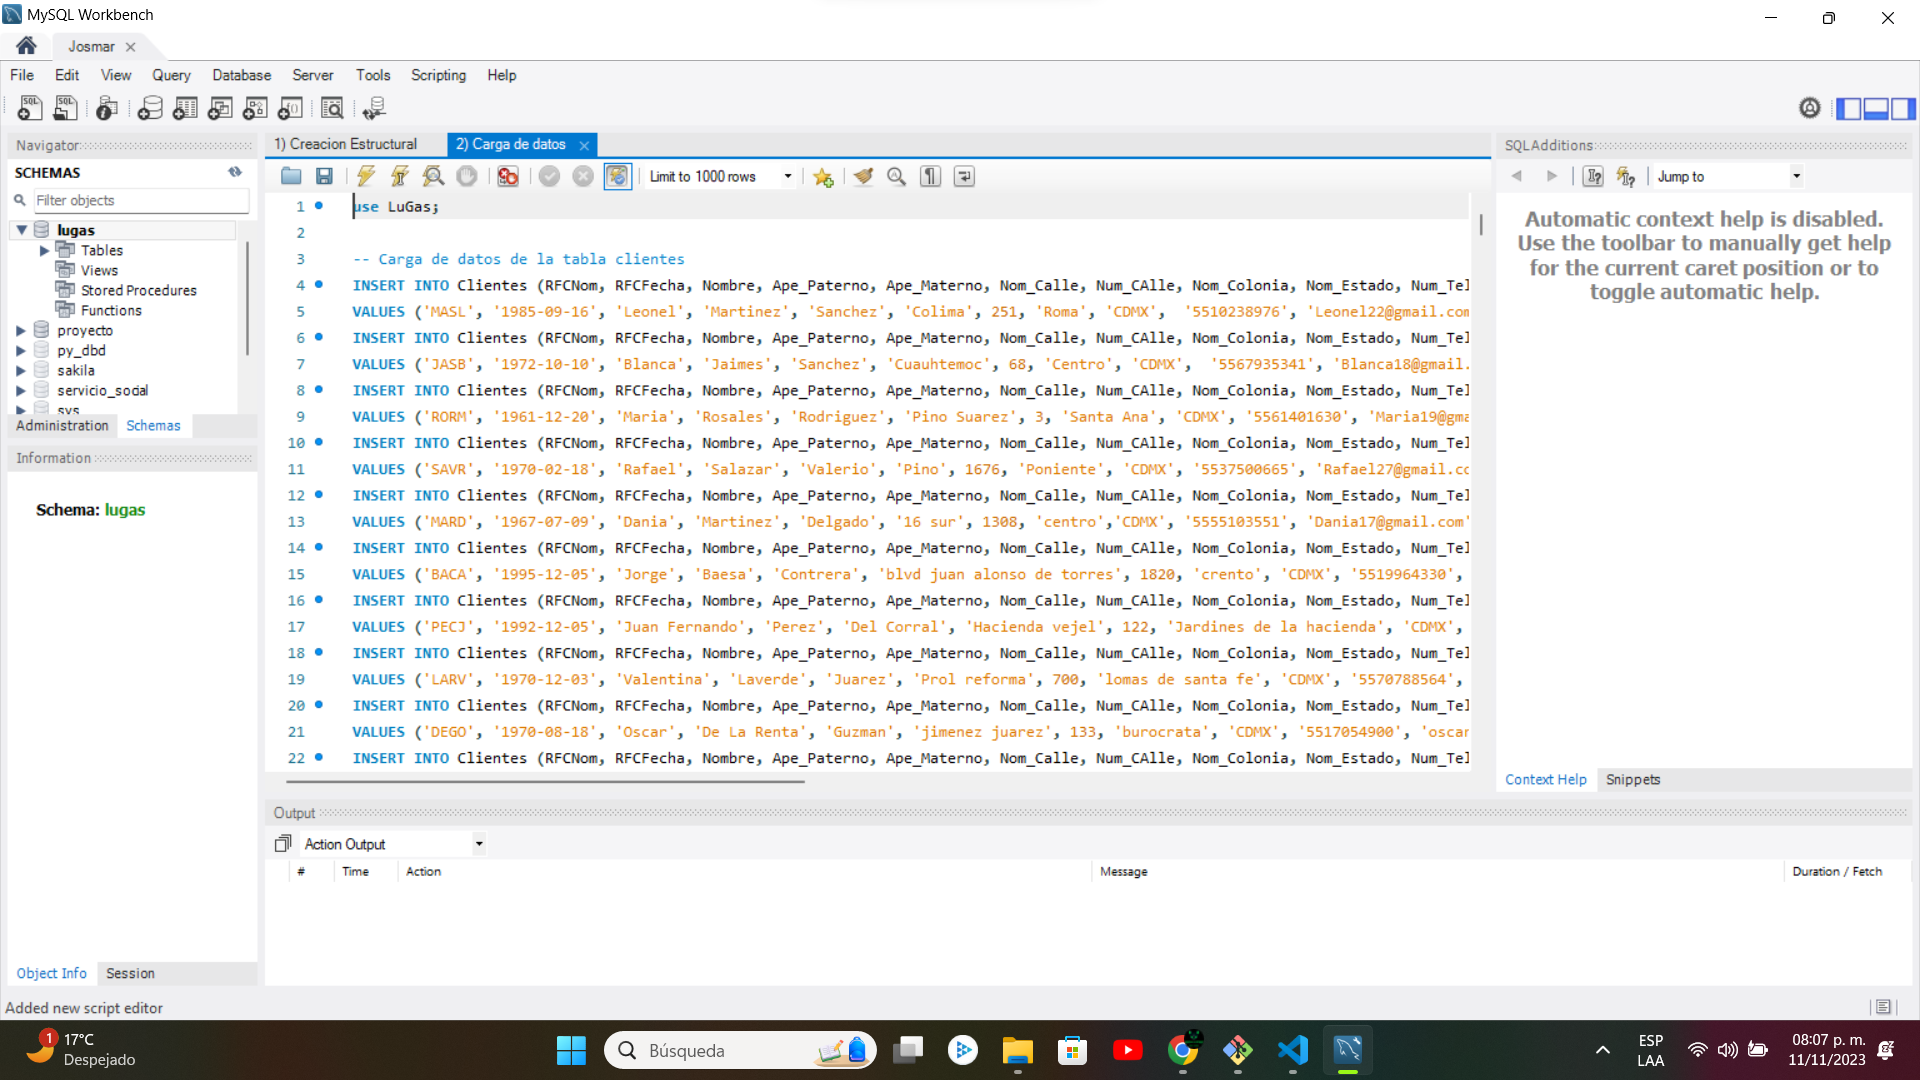 MySQL Workbench
Josmar
File Edit View Query Database Server Tools Scripting Help
Navigator
SCHEMAS
Filter objects
lugas
Tables
Views
Stored Procedures
Functions
proyecto
py_dbd
sakila
servicio_social
sys
Administration Schemas
Information
Schema: lugas
Object Info Session
1) Creacion Estructural 2) Carga de datos
Limit to 1000 rows
1 use LuGas;
2
3 -- Carga de datos de la tabla clientes
4 INSERT INTO Clientes (RFCNom, RFCFecha, Nombre, Ape_Paterno, Ape_Materno, Nom_Calle, Num_CAlle, Nom_Colonia, Nom_Estado, Num_Tel
5 VALUES ('MASL', '1985-09-16', 'Leonel', 'Martinez', 'Sanchez', 'Colima', 251, 'Roma', 'CDMX', '5510238976', 'Leonel22@gmail.com
6 INSERT INTO Clientes (RFCNom, RFCFecha, Nombre, Ape_Paterno, Ape_Materno, Nom_Calle, Num_CAlle, Nom_Colonia, Nom_Estado, Num_Tel
7 VALUES ('JASB', '1972-10-10', 'Blanca', 'Jaimes', 'Sanchez', 'Cuauhtemoc', 68, 'Centro', 'CDMX', '5567935341', 'Blanca18@gmail.
8 INSERT INTO Clientes (RFCNom, RFCFecha, Nombre, Ape_Paterno, Ape_Materno, Nom_Calle, Num_CAlle, Nom_Colonia, Nom_Estado, Num_Tel
9 VALUES ('RORM', '1961-12-20', 'Maria', 'Rosales', 'Rodriguez', 'Pino Suarez', 3, 'Santa Ana', 'CDMX', '5561401630', 'Maria19@gma
10 INSERT INTO Clientes (RFCNom, RFCFecha, Nombre, Ape_Paterno, Ape_Materno, Nom_Calle, Num_CAlle, Nom_Colonia, Nom_Estado, Num_Tel
11 VALUES ('SAVR', '1970-02-18', 'Rafael', 'Salazar', 'Valerio', 'Pino', 1676, 'Poniente', 'CDMX', '5537500665', 'Rafael27@gmail.co
12 INSERT INTO Clientes (RFCNom, RFCFecha, Nombre, Ape_Paterno, Ape_Materno, Nom_Calle, Num_CAlle, Nom_Colonia, Nom_Estado, Num_Tel
13 VALUES ('MARD', '1967-07-09', 'Dania', 'Martinez', 'Delgado', '16 sur', 1308, 'centro','CDMX', '5555103551', 'Dania17@gmail.com'
14 INSERT INTO Clientes (RFCNom, RFCFecha, Nombre, Ape_Paterno, Ape_Materno, Nom_Calle, Num_CAlle, Nom_Colonia, Nom_Estado, Num_Tel
15 VALUES ('BACA', '1995-12-05', 'Jorge', 'Baesa', 'Contrera', 'blvd juan alonso de torres', 1820, 'crento', 'CDMX', '5519964330',
16 INSERT INTO Clientes (RFCNom, RFCFecha, Nombre, Ape_Paterno, Ape_Materno, Nom_Calle, Num_CAlle, Nom_Colonia, Nom_Estado, Num_Tel
17 VALUES ('PECJ', '1992-12-05', 'Juan Fernando', 'Perez', 'Del Corral', 'Hacienda vejel', 122, 'Jardines de la hacienda', 'CDMX',
18 INSERT INTO Clientes (RFCNom, RFCFecha, Nombre, Ape_Paterno, Ape_Materno, Nom_Calle, Num_CAlle, Nom_Colonia, Nom_Estado, Num_Tel
19 VALUES ('LARV', '1970-12-03', 'Valentina', 'Laverde', 'Juarez', 'Prol reforma', 700, 'lomas de santa fe', 'CDMX', '5570788564',
20 INSERT INTO Clientes (RFCNom, RFCFecha, Nombre, Ape_Paterno, Ape_Materno, Nom_Calle, Num_CAlle, Nom_Colonia, Nom_Estado, Num_Tel
21 VALUES ('DEGO', '1970-08-18', 'Oscar', 'De La Renta', 'Guzman', 'jimenez juarez', 133, 'burocrata', 'CDMX', '5517054900', 'oscar
22 INSERT INTO Clientes (RFCNom, RFCFecha, Nombre, Ape_Paterno, Ape_Materno, Nom_Calle, Num_CAlle, Nom_Colonia, Nom_Estado, Num_Tel
SQLAdditions
Jump to
Automatic context help is disabled.
Use the toolbar to manually get help
for the current caret position or to
toggle automatic help.
Context Help Snippets
Output
Action Output
# Time Action Message Duration / Fetch
Added new script editor
1
17°C
Despejado
Búsqueda
ESP
LAA
08:07 p. m.
11/11/2023